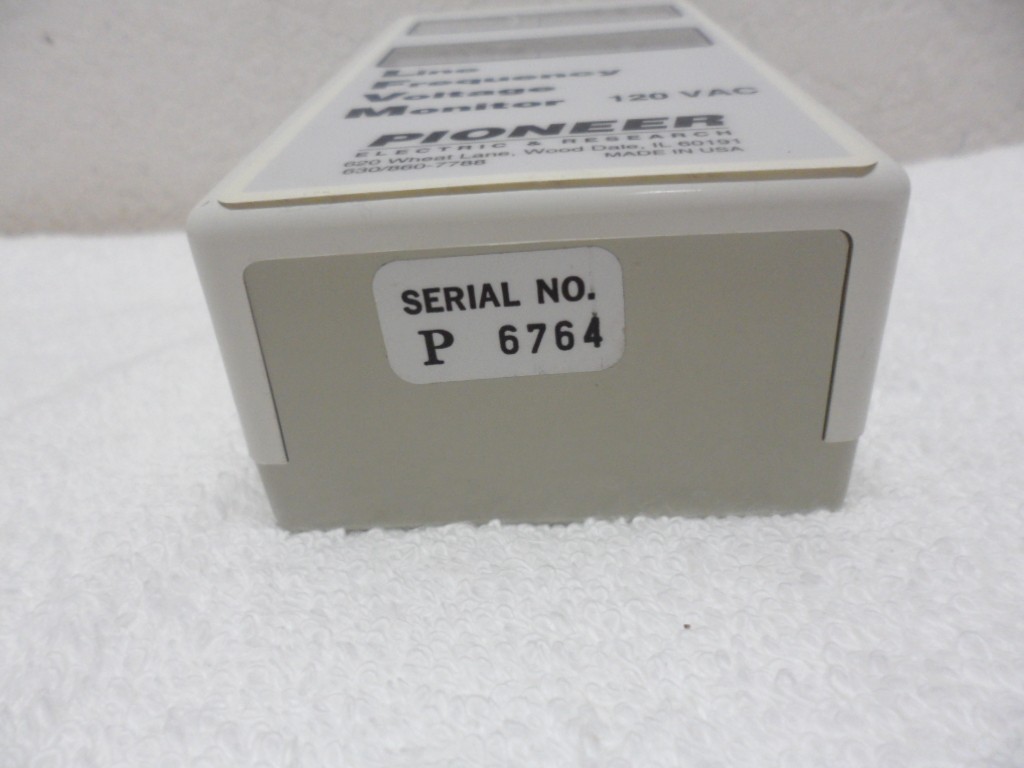 Line
Frequency
Voltage
Monitor 120 VAC
PIONEER
ELECTRIC & RESEARCH
620 Wheat Lane, Wood Dale, IL 60191
630/860-7788 MADE IN USA
SERIAL NO.
P 6764